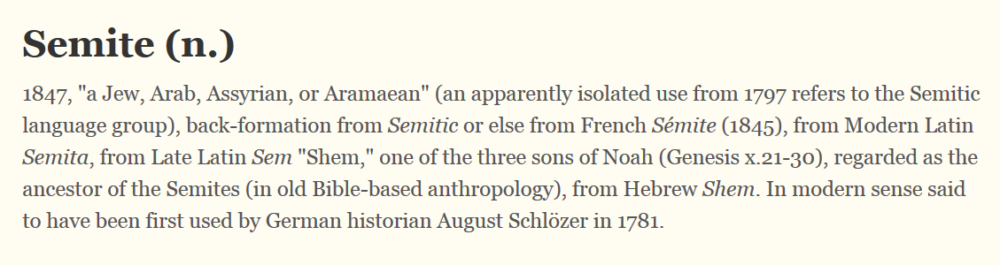 Semite (n.)
1847, "a Jew, Arab, Assyrian, or Aramaean" (an apparently isolated use from 1797 refers to the Semitic
language group), back-formation from Semitic or else from French Sémite (1845), from Modern Latin
Semita, from Late Latin Sem "Shem," one of the three sons of Noah (Genesis x.21-30), regarded as the
ancestor of the Semites (in old Bible-based anthropology), from Hebrew Shem. In modern sense said
to have been first used by German historian August Schlözer in 1781.